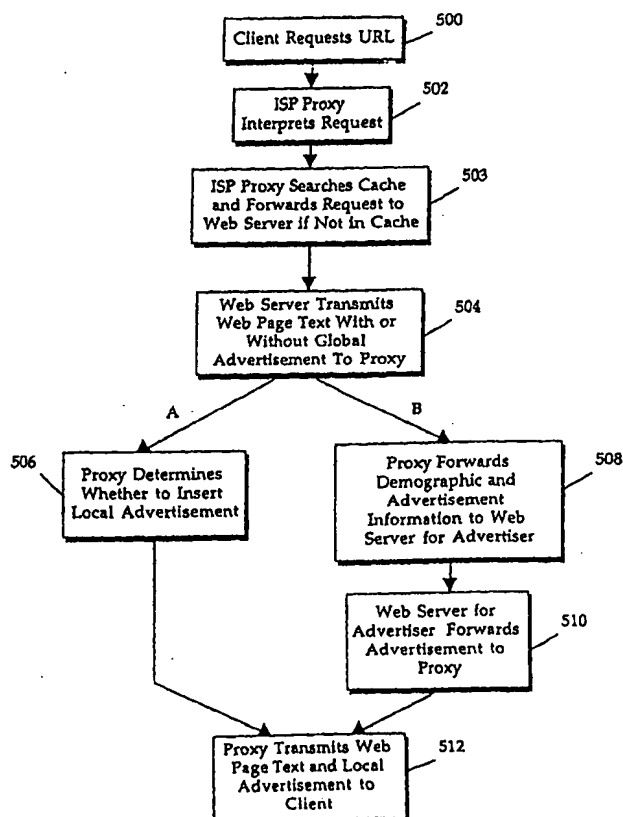 Client Requests URL
500
ISP Proxy
Interprets Request
502
ISP Proxy Searches Cache
and Forwards Request to
Web Server if Not in Cache
503
Web Server Transmits
Web Page Text With or
Without Global
Advertisement To Proxy
504
A
B
506
Proxy Determines
Whether to Insert
Local Advertisement
Proxy Forwards
Demographic and
Advertisement
Information to Web
Server for Advertiser
508
Web Server for
Advertiser Forwards
Advertisement to
Proxy
510
Proxy Transmits Web
Page Text and Local
Advertisement to
Client
512